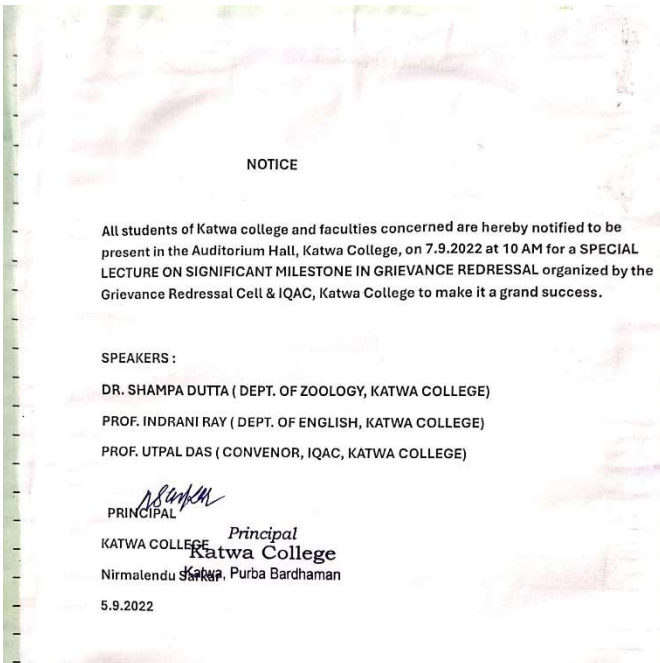 NOTICE
All students of Katwa college and faculties concerned are hereby notified to be
present in the Auditorium Hall, Katwa College, on 7.9.2022 at 10 AM for a SPECIAL
LECTURE ON SIGNIFICANT MILESTONE IN GRIEVANCE REDRESSAL organized by the
Grievance Redressal Cell & IQAC, Katwa College to make it a grand success.
SPEAKERS :
DR. SHAMPA DUTTA ( DEPT. OF ZOOLOGY, KATWA COLLEGE)
PROF. INDRANI RAY ( DEPT. OF ENGLISH, KATWA COLLEGE)
PROF. UTPAL DAS ( CONVENOR, IQAC, KATWA COLLEGE)
PRINCIPAL
Principal
KATWA COLLEGE
Katwa College
Nirmalendu Sarkar
Katwa, Purba Bardhaman
5.9.2022